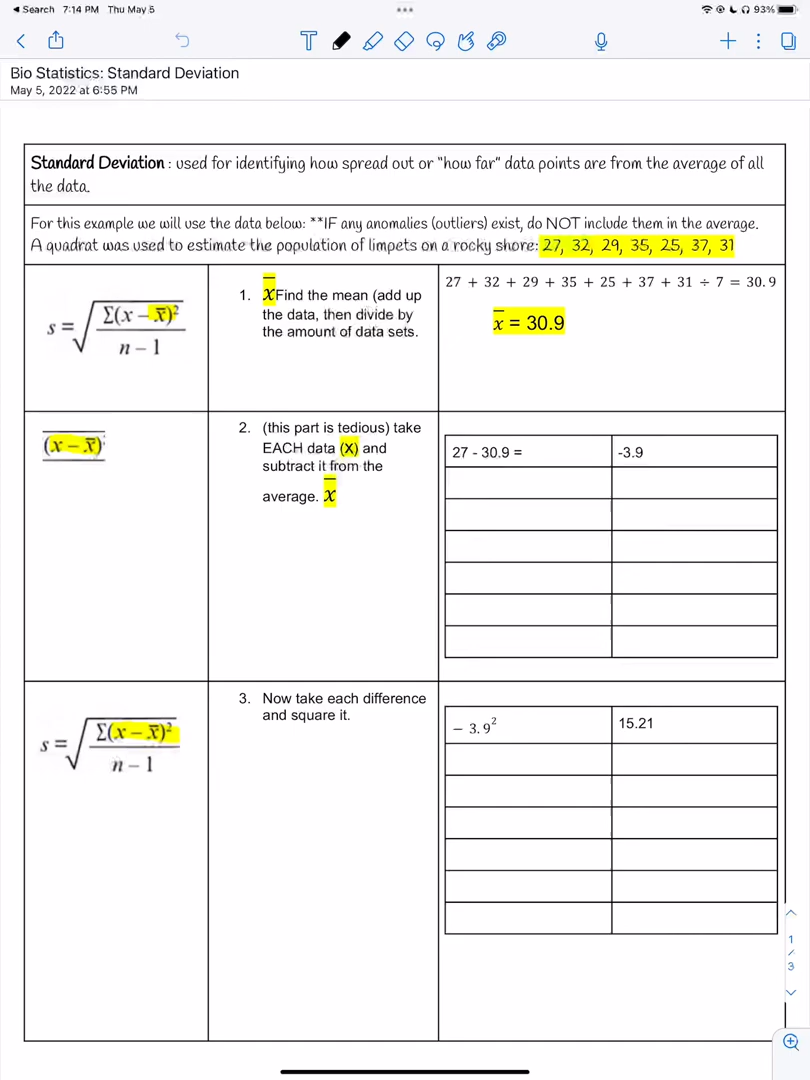 Search 7:14 PM Thu May 5
93%
Bio Statistics: Standard Deviation
May 5, 2022 at 6:55 PM
Standard Deviation : used for identifying how spread out or "how far" data points are from the average of all
the data.
For this example we will use the data below: **IF any anomalies (outliers) exist, do NOT include them in the average.
A quadrat was used to estimate the population of limpets on a rocky shore: 27, 32, 29, 35, 25, 37, 31
s = √(Σ(x – x̄)² / n – 1)
1. x̄ Find the mean (add up
the data, then divide by
the amount of data sets.
27 + 32 + 29 + 35 + 25 + 37 + 31 ÷ 7 = 30.9
x̄ = 30.9
(x – x̄)
2. (this part is tedious) take
EACH data (x) and
subtract it from the
average. x̄
27 - 30.9 = -3.9
s = √(Σ(x – x̄)² / n – 1)
3. Now take each difference
and square it.
– 3.9² 15.21
1
/
3